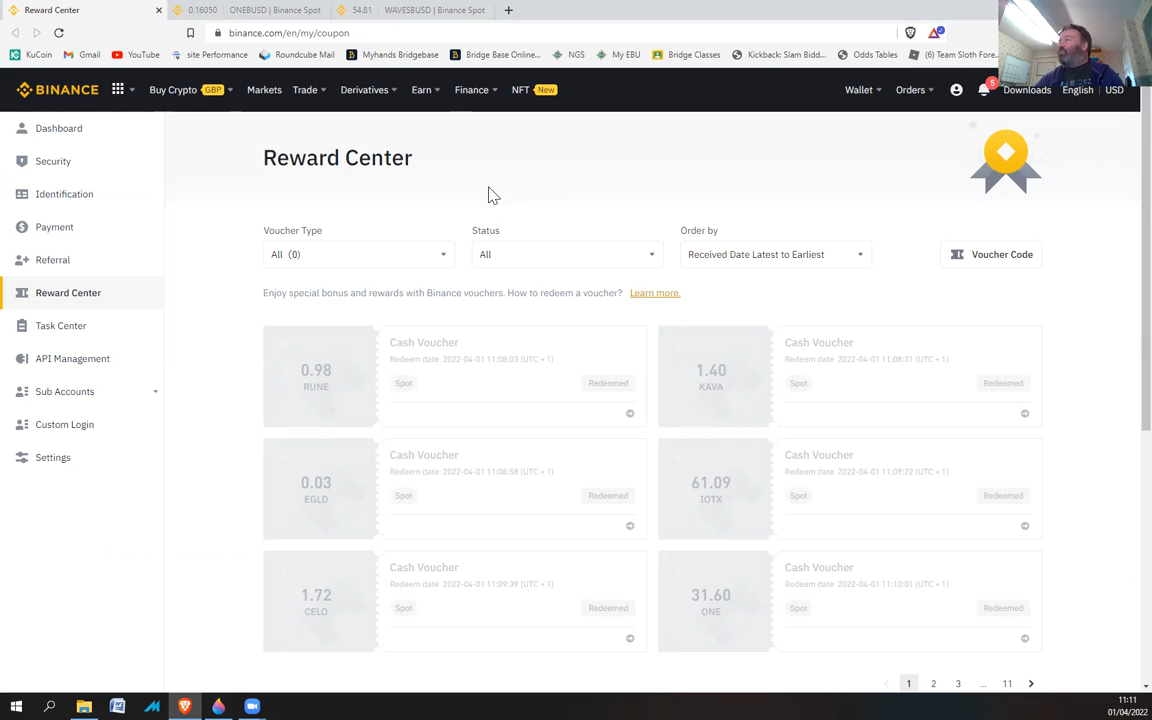 Reward Center
0.16050 ONEBUSD | Binance Spot
54.81 WAVESBUSD | Binance Spot
binance.com/en/my/coupon
KuCoin
Gmail
YouTube
site Performance
Roundcube Mail
Myhands Bridgebase
Bridge Base Online...
NGS
My EBU
Bridge Classes
Kickback: Slam Bidd...
Odds Tables
(6) Team Sloth Fore...
BINANCE
Buy Crypto GBP
Markets
Trade
Derivatives
Earn
Finance
NFT New
Wallet
Orders
5
Downloads
English
USD
Dashboard
Security
Identification
Payment
Referral
Reward Center
Task Center
API Management
Sub Accounts
Custom Login
Settings
Reward Center
Voucher Type
Status
Order by
All (0)
All
Received Date Latest to Earliest
Voucher Code
Enjoy special bonus and rewards with Binance vouchers. How to redeem a voucher? Learn more.
0.98
RUNE
Cash Voucher
Redeem date 2022-04-01 11:08:03 (UTC + 1)
Spot
Redeemed
1.40
KAVA
Cash Voucher
Redeem date 2022-04-01 11:08:31 (UTC + 1)
Spot
Redeemed
0.03
EGLD
Cash Voucher
Redeem date 2022-04-01 11:08:58 (UTC + 1)
Spot
Redeemed
61.09
IOTX
Cash Voucher
Redeem date 2022-04-01 11:09:22 (UTC + 1)
Spot
Redeemed
1.72
CELO
Cash Voucher
Redeem date 2022-04-01 11:09:39 (UTC + 1)
Spot
Redeemed
31.60
ONE
Cash Voucher
Redeem date 2022-04-01 11:10:01 (UTC + 1)
Spot
Redeemed
1
2
3
...
11
11:11
01/04/2022